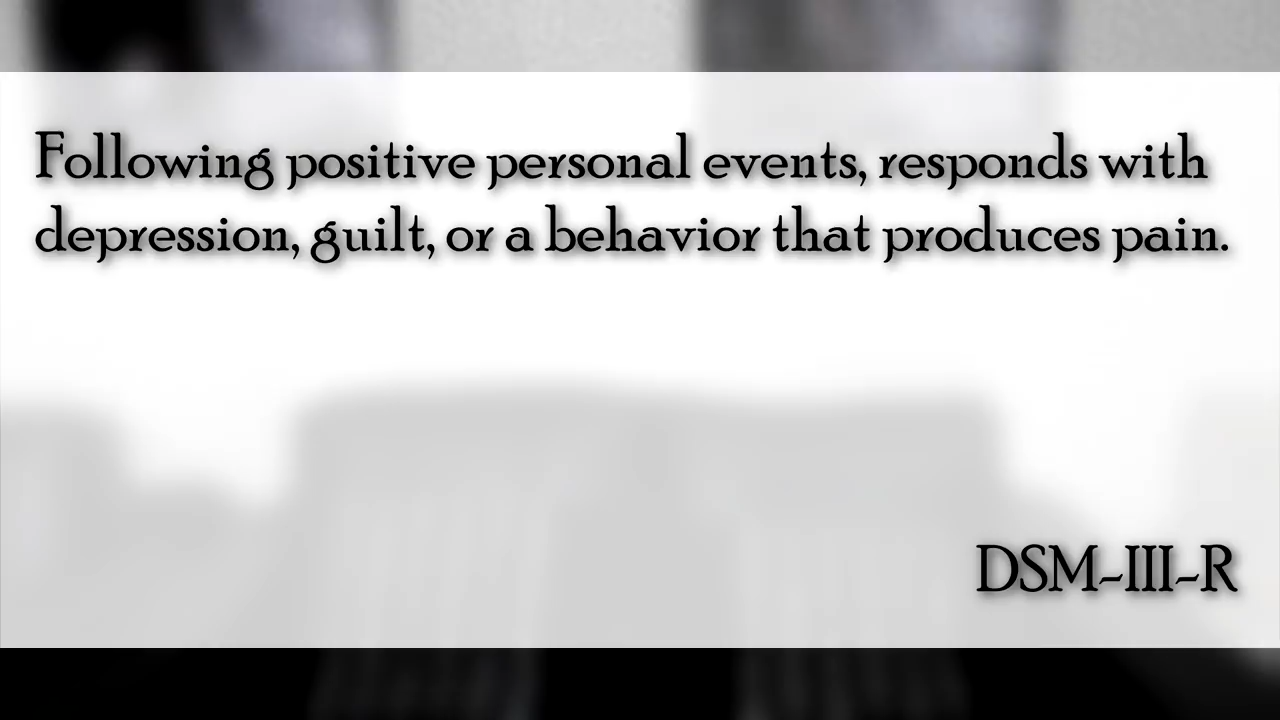 Following positive personal events, responds with
depression, guilt, or a behavior that produces pain.
DSM-III-R